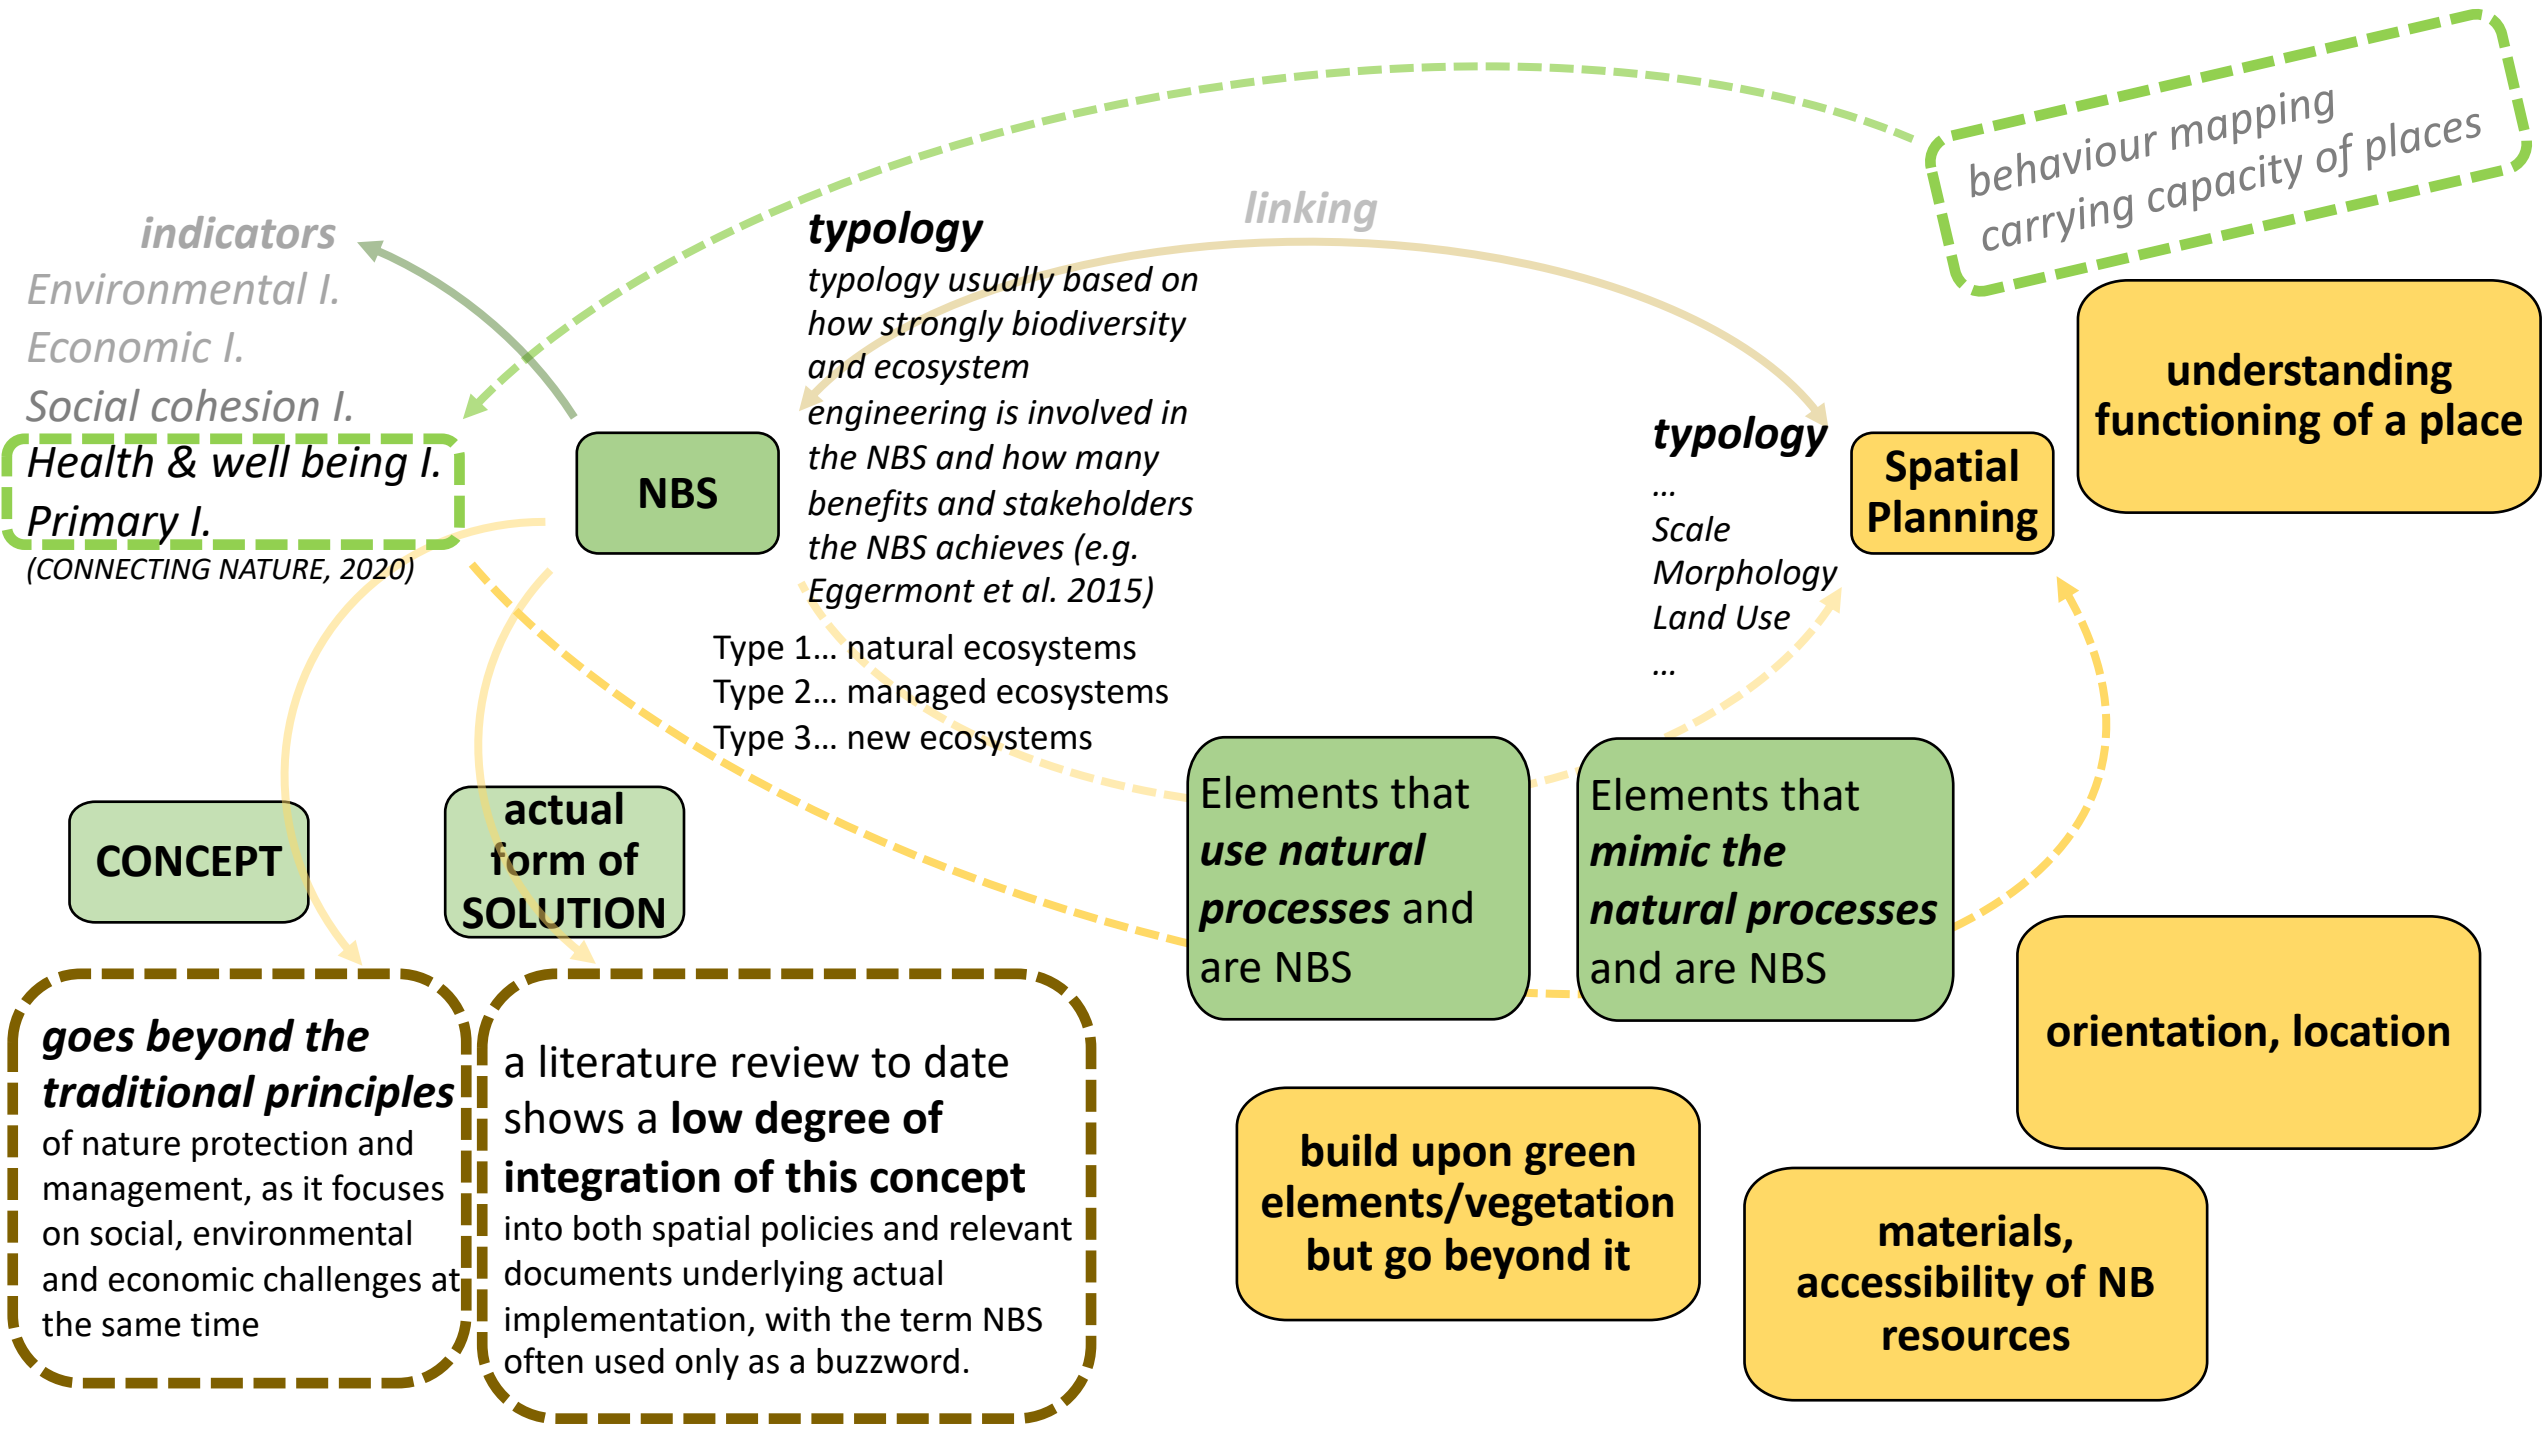 behaviour mapping
carrying capacity of places
linking
indicators
Environmental I.
Economic I.
Social cohesion I.
Health & well being I.
Primary I.
(CONNECTING NATURE, 2020)
NBS
typology
typology usually based on
how strongly biodiversity
and ecosystem
engineering is involved in
the NBS and how many
benefits and stakeholders
the NBS achieves (e.g.
Eggermont et al. 2015)
Type 1... natural ecosystems
Type 2... managed ecosystems
Type 3... new ecosystems
typology
...
Scale
Morphology
Land Use
...
Spatial
Planning
understanding
functioning of a place
CONCEPT
actual
form of
SOLUTION
Elements that
use natural
processes and
are NBS
Elements that
mimic the
natural processes
and are NBS
goes beyond the
traditional principles
of nature protection and
management, as it focuses
on social, environmental
and economic challenges at
the same time
a literature review to date
shows a low degree of
integration of this concept
into both spatial policies and relevant
documents underlying actual
implementation, with the term NBS
often used only as a buzzword.
build upon green
elements/vegetation
but go beyond it
orientation, location
materials,
accessibility of NB
resources